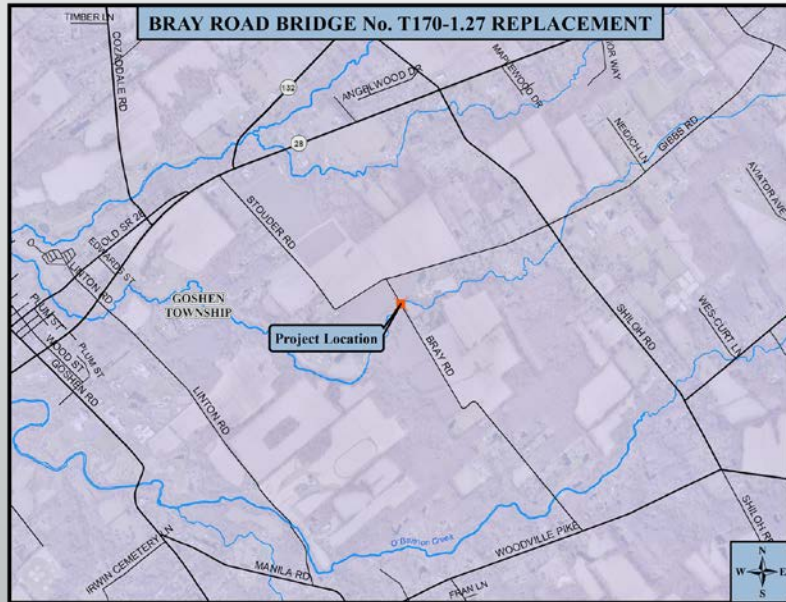 BRAY ROAD BRIDGE No. T170-1.27 REPLACEMENT
TIMBER LN
COZADDALE RD
132
ANGELWOOD DR
MAPLEWOOD DR
28
NEIDICH LN
GIBBS RD
AVIATOR AVE
STOUDER RD
OLD SR 28
EDWARDS ST
LINTON RD
GOSHEN
TOWNSHIP
PLUM ST
Project Location
BRAY RD
SHILOH RD
WES-CURT LN
PLUM ST
WOOD ST
GOSHEN RD
LINTON RD
O'Bannon Creek
WOODVILLE PIKE
SHILOH RD
IRWIN CEMETERY LN
MANILA RD
FRAN LN
N
W E
S